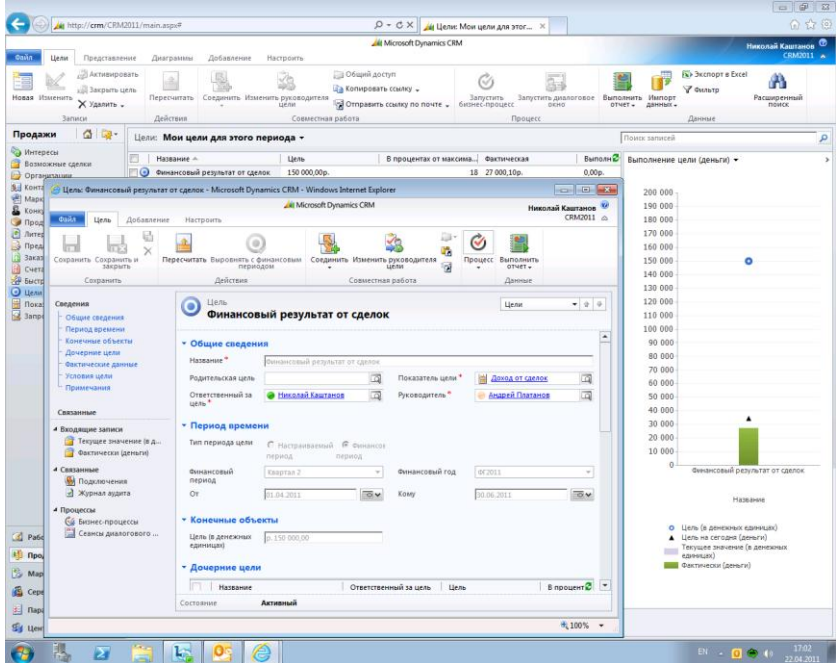 http://crm/CRM2011/main.aspx#
Цели: Мои цели для этог...
Microsoft Dynamics CRM
Николай Каштанов
CRM2011
Файл Цели Представление Диаграммы Добавление Настроить
Новая Изменить
Активировать
Закрыть цель
Удалить
Пересчитать
Соединить Изменить руководителя цели
Общий доступ
Копировать ссылку
Отправить ссылку по почте
Запустить бизнес-процесс
Запустить диалоговое окно
Выполнить отчет
Импорт данных
Экспорт в Excel
Фильтр
Расширенный поиск
Записи Действия Совместная работа Процесс Данные
Продажи
Цели: Мои цели для этого периода
Поиск записей
Интересы
Возможные сделки
Организации
Цели
Название Цель В процентах от максима... Фактическая Выполн
Финансовый результат от сделок 150 000,00р. 18 27 000,10р. 0,00р.
Выполнение цели (деньги)
200 000
190 000
180 000
170 000
160 000
150 000
140 000
130 000
120 000
110 000
100 000
90 000
80 000
70 000
60 000
50 000
40 000
30 000
20 000
10 000
0
Финансовый результат от сделок
Название
Цель (в денежных единицах)
Цель на сегодня (деньги)
Текущее значение (в денежных
единицах)
Фактически (деньги)
Цель: Финансовый результат от сделок - Microsoft Dynamics CRM - Windows Internet Explorer
Microsoft Dynamics CRM
Николай Каштанов
CRM2011
Файл Цель Добавление Настроить
Сохранить Сохранить и закрыть
Пересчитать Выровнять с финансовым периодом
Соединить Изменить руководителя цели
Процесс Выполнить отчет
Сохранить Действия Совместная работа Данные
Сведения
Общие сведения
Период времени
Конечные объекты
Дочерние цели
Фактические данные
Условия цели
Примечания
Связанные
Входящие записи
Текущее значение (в д...
Фактически (деньги)
Связанные
Подключения
Журнал аудита
Процессы
Бизнес-процессы
Сеансы диалогового ...
Цель
Финансовый результат от сделок
Цели
Общие сведения
Название * Финансовый результат от сделок
Родительская цель Показатель цели * Доход от сделок
Ответственный за цель * Николай Каштанов Руководитель * Андрей Платанов
Период времени
Тип периода цели Настраиваемый период Финансов период
Финансовый период Квартал 2 Финансовый год ФГ2011
От 01.04.2011 Кому 30.06.2011
Конечные объекты
Цель (в денежных единицах) р. 150 000,00
Дочерние цели
Название Ответственный за цель Цель В процент
Состояние Активный
100%
EN
17:02
22.04.2011